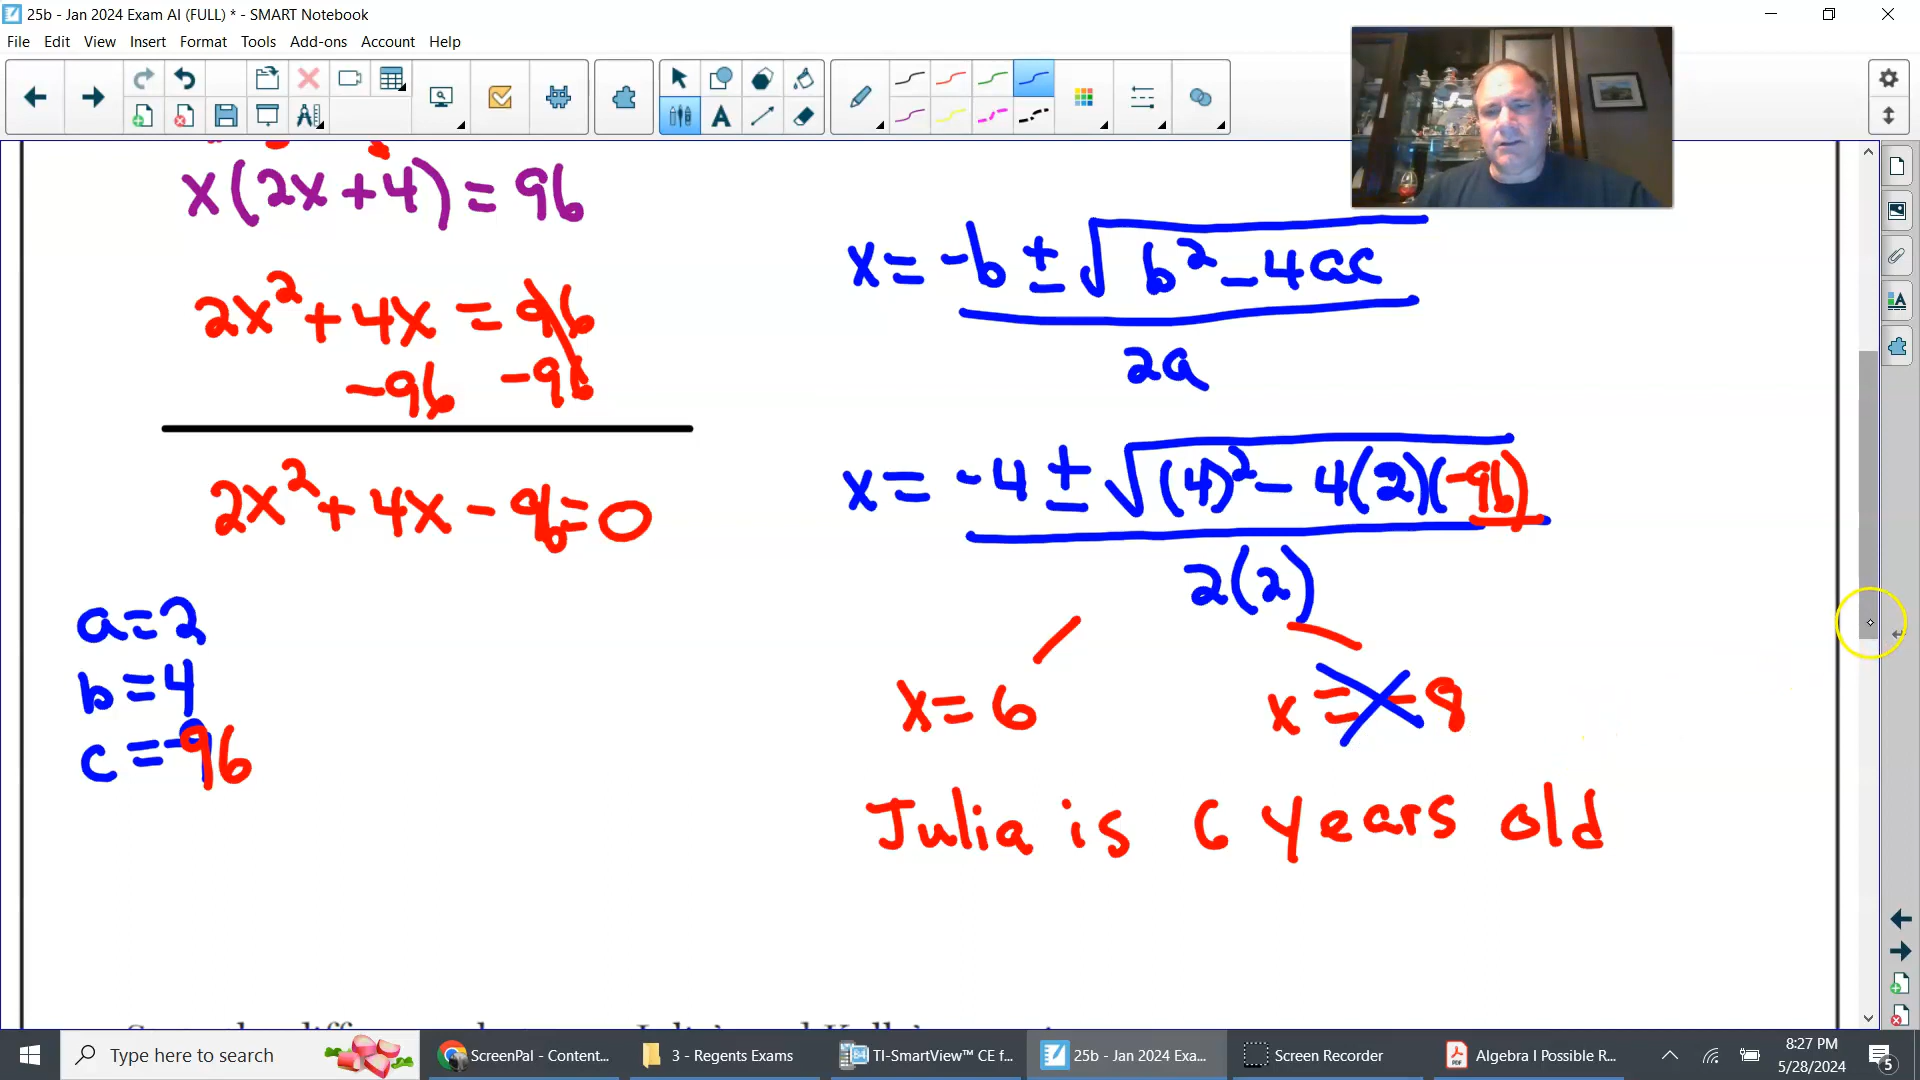 25b - Jan 2024 Exam AI (FULL) * - SMART Notebook
File Edit View Insert Format Tools Add-ons Account Help
x(2x+4)=96
2x²+4x=96
-96 -96
2x²+4x-96=0
a=2
b=4
c=-96
x=-b±√b²-4ac
2a
x=-4±√(4)²-4(2)(-96)
2(2)
x=6 x=-8
Julia is 6 years old
Type here to search
ScreenPal - Content...
3 - Regents Exams
TI-SmartView™ CE f...
25b - Jan 2024 Exa...
Screen Recorder
Algebra I Possible R...
8:27 PM
5/28/2024
5